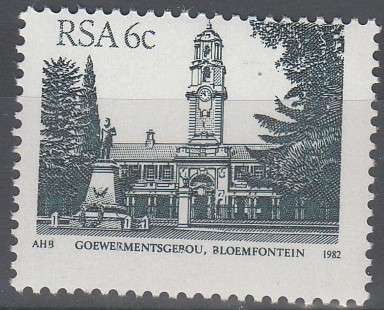 RSA 6c
AHB GOEWERMENTSGEBOU, BLOEMFONTEIN 1982